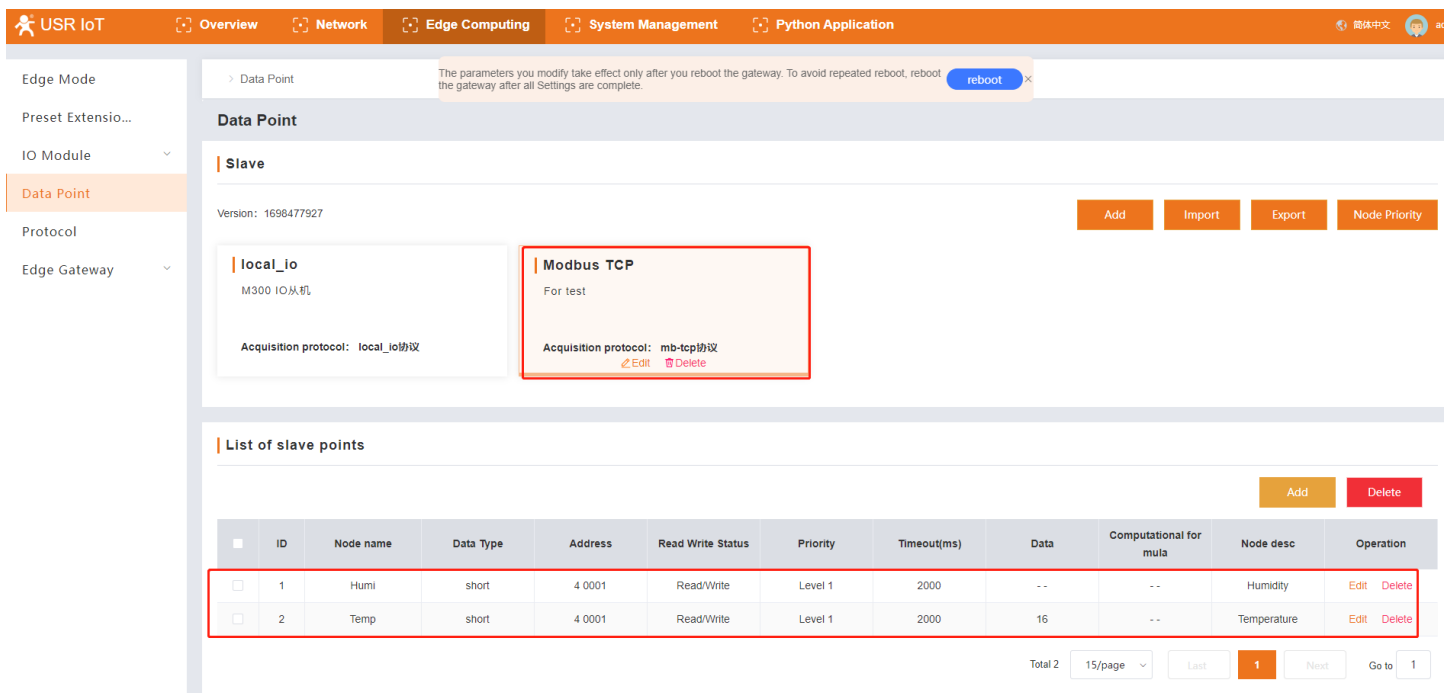 USR IoT Overview Network Edge Computing System Management Python Application 简体中文
Edge Mode
Preset Extensio...
IO Module
Data Point
Protocol
Edge Gateway
> Data Point
The parameters you modify take effect only after you reboot the gateway. To avoid repeated reboot, reboot
the gateway after all Settings are complete.
reboot ×
Data Point
Slave
Version: 1698477927
Add Import Export Node Priority
local_io
M300 IO从机
Acquisition protocol: local_io协议
Modbus TCP
For test
Acquisition protocol: mb-tcp协议
Edit Delete
List of slave points
Add Delete
ID Node name Data Type Address Read Write Status Priority Timeout(ms) Data Computational for
mula Node desc Operation
1 Humi short 4 0001 Read/Write Level 1 2000 - - - - Humidity Edit Delete
2 Temp short 4 0001 Read/Write Level 1 2000 16 - - Temperature Edit Delete
Total 2 15/page Last 1 Next Go to 1